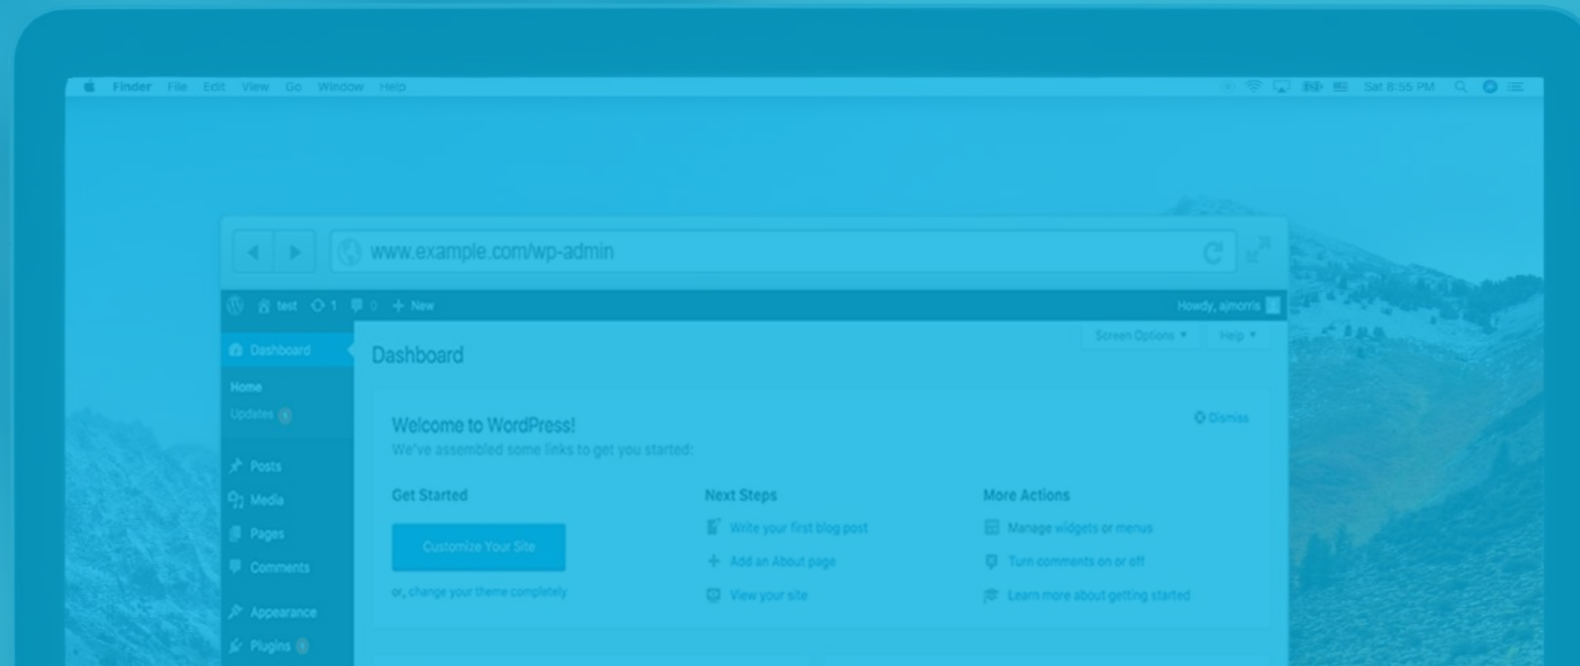 Finder File Edit View Go Window Help Sat 8:55 PM
www.example.com/wp-admin
test 1 0 + New Howdy, ajmorris
Screen Options Help
Dashboard
Dashboard
Home
Updates 1
Welcome to WordPress!
Dismiss
We've assembled some links to get you started:
Posts
Media
Pages
Comments
Appearance
Plugins 1
Get Started
Customize Your Site
or, change your theme completely
Next Steps
Write your first blog post
Add an About page
View your site
More Actions
Manage widgets or menus
Turn comments on or off
Learn more about getting started